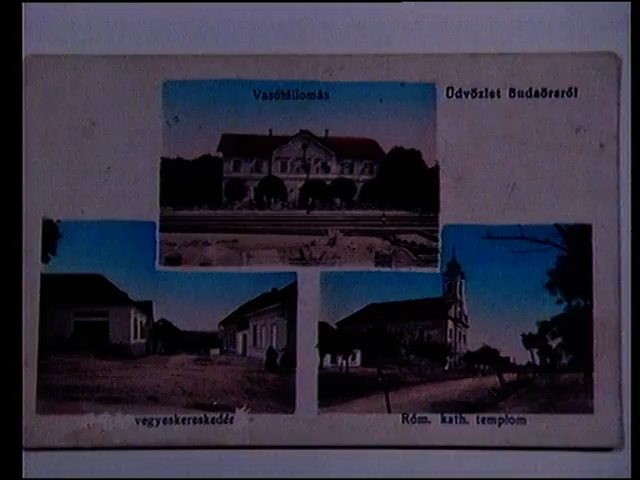 Vasútállomás
Üdvözlet Budaörsről
vegyeskereskedés
Róm. kath. templom